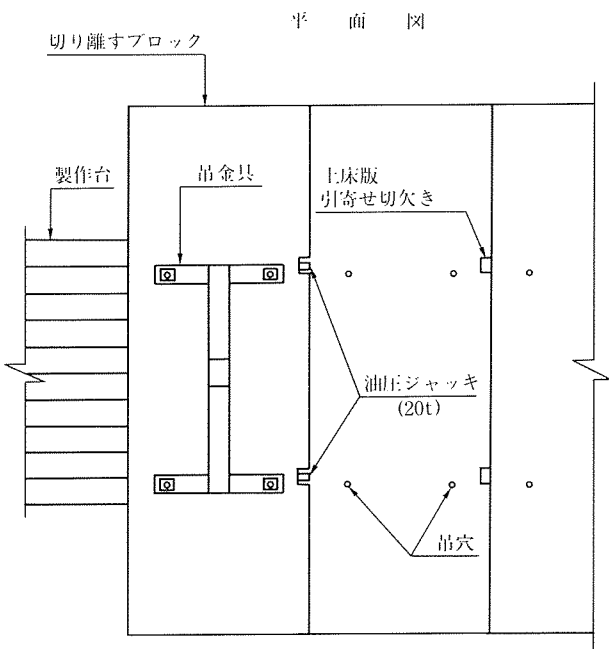 平面図
切り離すブロック
製作台
吊金具
上床版
引寄せ切欠き
油圧ジャッキ
(20t)
吊穴